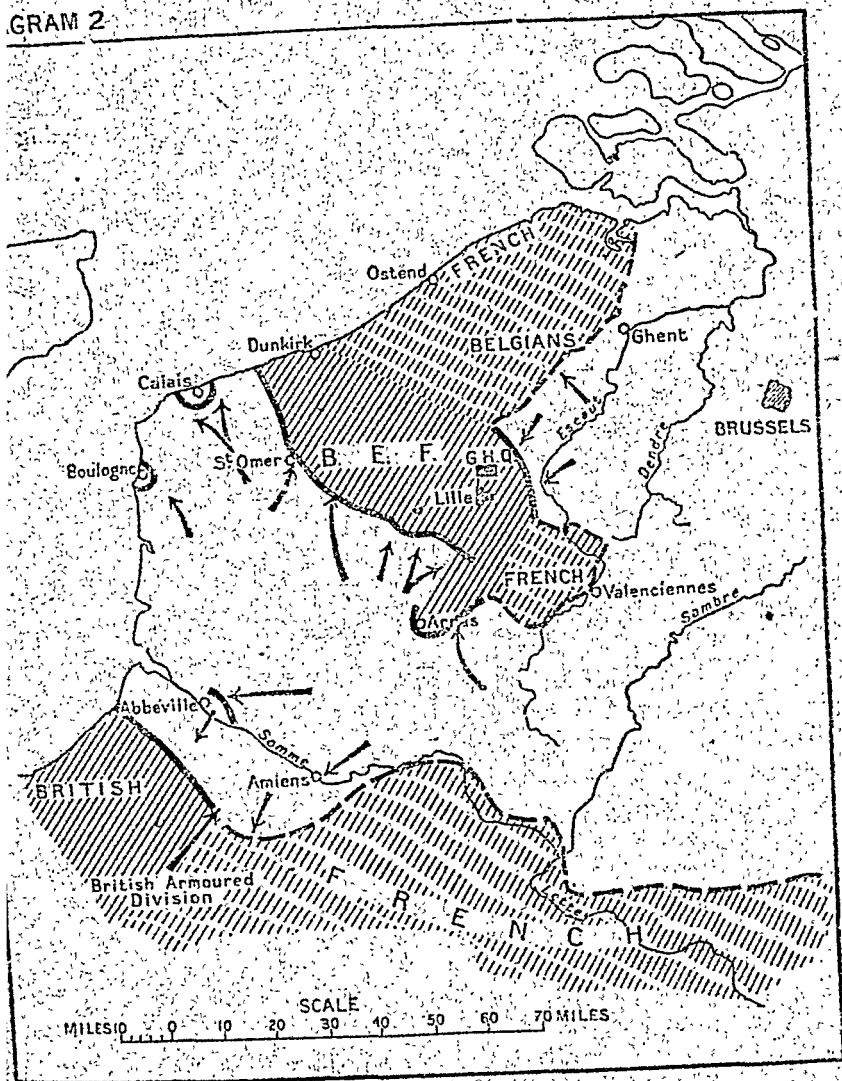 GRAM 2
Ostend
FRENCH
Dunkirk
BELGIANS
Ghent
Calais
Escaut
Dendre
BRUSSELS
Boulogne
St Omer
B. E. F.
G.H.Q.
Lille
FRENCH
Valenciennes
Arras
Sambre
Abbeville
Somme
Amiens
BRITISH
British Armoured
Division
FRENCH
SCALE
MILES 10 0 10 20 30 40 50 60 70 MILES